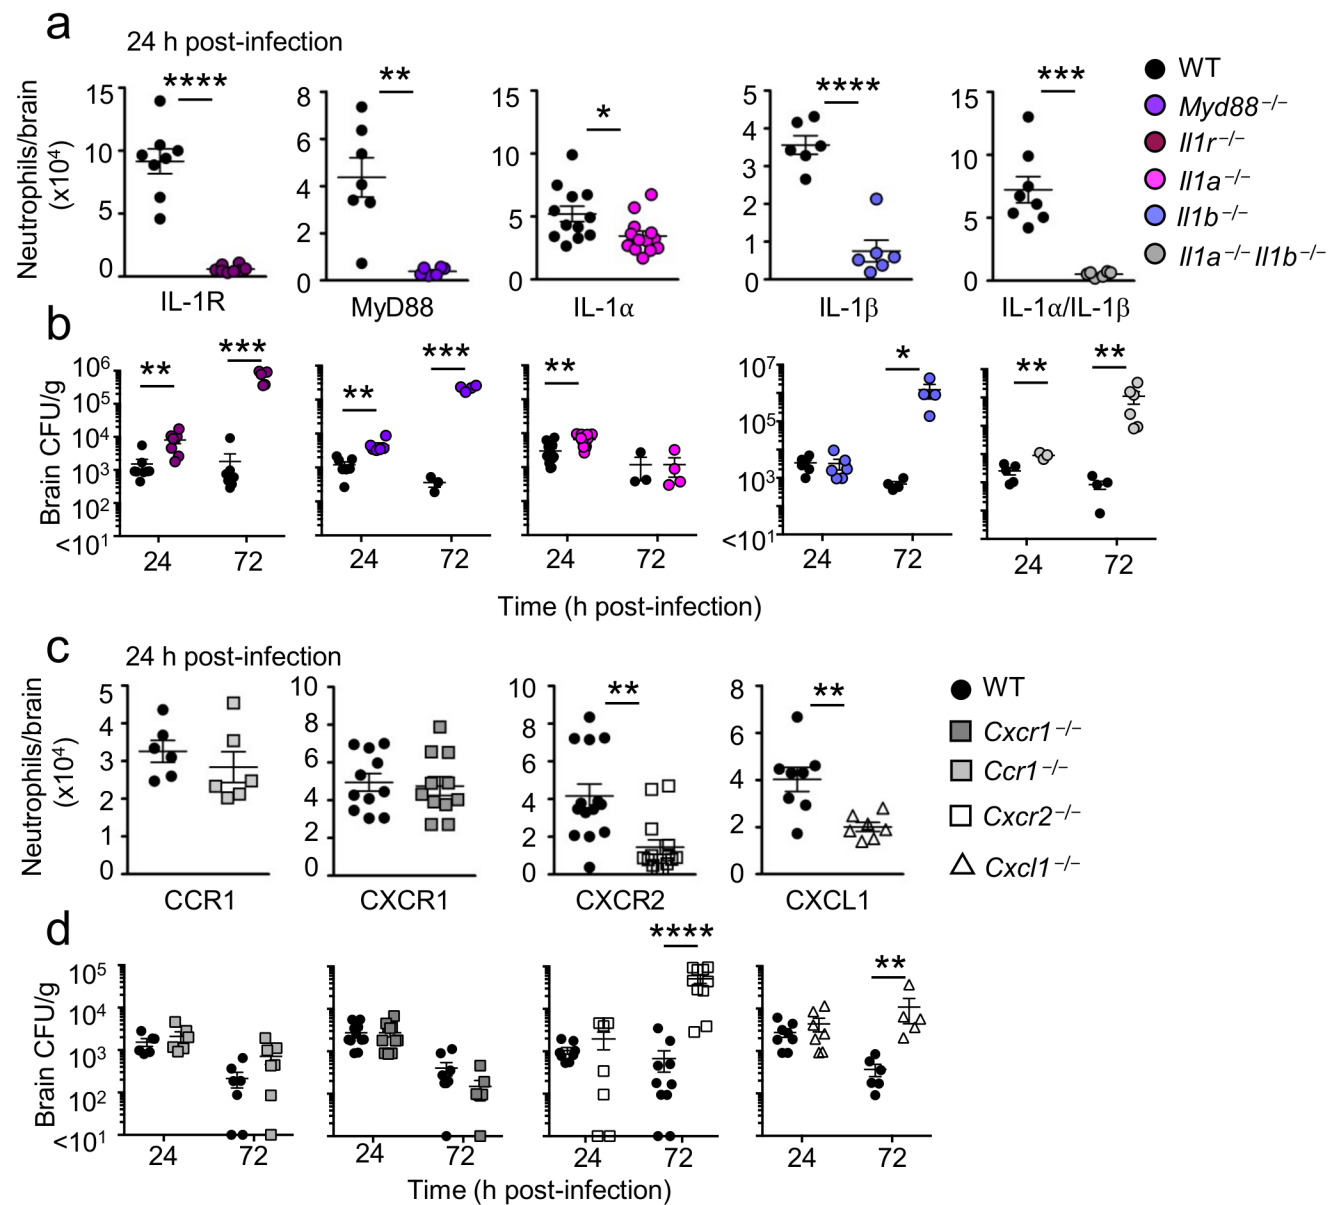 a
24 h post-infection
Neutrophils/brain
(x10⁴)
15
10
5
0
****
IL-1R
8
6
4
2
0
**
MyD88
15
10
5
0
*
IL-1α
5
4
3
2
1
0
****
IL-1β
15
10
5
0
***
IL-1α/IL-1β
WT
Myd88⁻/⁻
Il1r⁻/⁻
Il1a⁻/⁻
Il1b⁻/⁻
Il1a⁻/⁻ Il1b⁻/⁻
b
Brain CFU/g
10⁶
10⁵
10⁴
10³
10²
<10¹
** ***
24 72
** ***
24 72
**
24 72
10⁷
10⁵
10³
<10¹
*
24 72
** **
24 72
Time (h post-infection)
c
24 h post-infection
Neutrophils/brain
(x10⁴)
5
4
3
2
1
0
CCR1
10
8
6
4
2
0
CXCR1
10
8
6
4
2
0
**
CXCR2
8
6
4
2
0
**
CXCL1
WT
Cxcr1⁻/⁻
Ccr1⁻/⁻
Cxcr2⁻/⁻
Cxcl1⁻/⁻
d
Brain CFU/g
10⁵
10⁴
10³
10²
<10¹
24 72
24 72
****
24 72
**
24 72
Time (h post-infection)